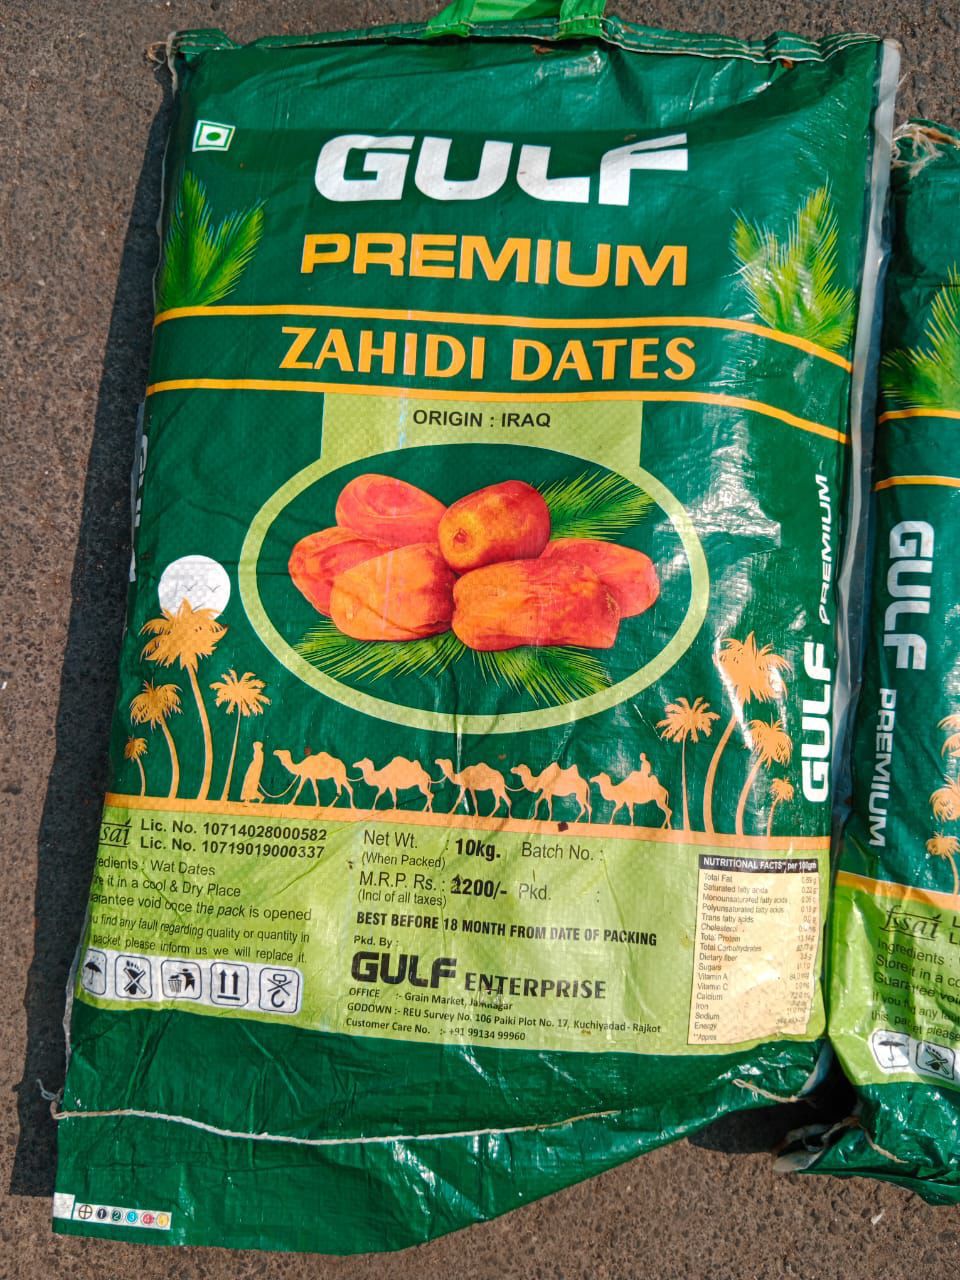 GULF
PREMIUM
ZAHIDI DATES
ORIGIN : IRAQ
GULF PREMIUM
Lic. No. 10714028000582
Lic. No. 10719019000337
Wat Dates
it in a Cool & Dry Place
void once the pack is opened
find any fault regarding quality or quantity in
packet please inform us we will replace it.
Net Wt. : 10kg. Batch No. :
(When Packed)
M.R.P. Rs. : 2200/- Pkd. :
(Incl of all taxes)
BEST BEFORE 18 MONTH FROM DATE OF PACKING
Pkd. By :
GULF ENTERPRISE
OFFICE :- Grain Market, Jamnagar
GODOWN :- REU Survey No. 106 Paiki Plot No. 17, Kuchiyadad - Rajkot
Customer Care No. :- +91 99134 99960
NUTRITIONAL FACTS* per 100gm
Total Fat
Saturated fatty acids
Monounsaturated fatty acids
Polyunsaturated fatty acids
Trans fatty acids
Cholesterol
Total Protein
Total Carbohydrates
Dietary fiber
Sugars
Vitamin A
Vitamin C
Calcium
Iron
Sodium
Energy
**Approx
GULF PREMIUM
fssai
Ingredients :
Store it in a
Guarantee
If you find any
this packet please